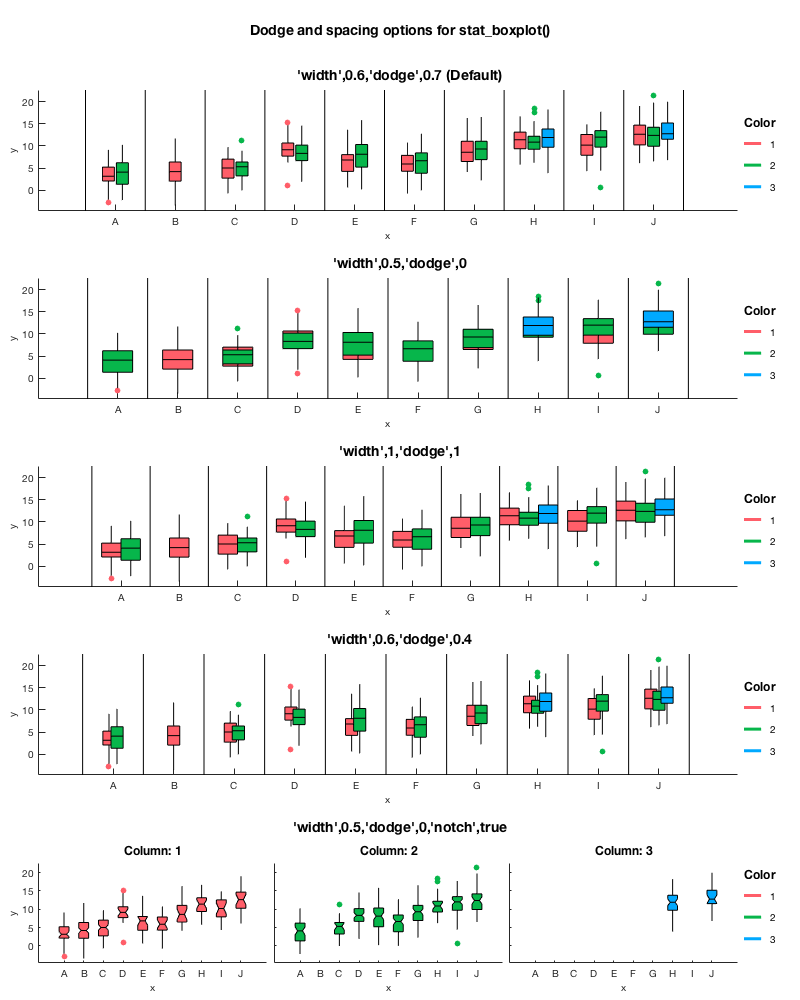 Dodge and spacing options for stat_boxplot()
'width',0.6,'dodge',0.7 (Default)
20
15
10
5
0
y
A B C D E F G H I J
x
Color
1
2
3
'width',0.5,'dodge',0
20
15
10
5
0
y
A B C D E F G H I J
x
Color
1
2
3
'width',1,'dodge',1
20
15
10
5
0
y
A B C D E F G H I J
x
Color
1
2
3
'width',0.6,'dodge',0.4
20
15
10
5
0
y
A B C D E F G H I J
x
Color
1
2
3
'width',0.5,'dodge',0,'notch',true
Column: 1
20
15
10
5
0
y
A B C D E F G H I J
x
Column: 2
A B C D E F G H I J
x
Column: 3
A B C D E F G H I J
x
Color
1
2
3